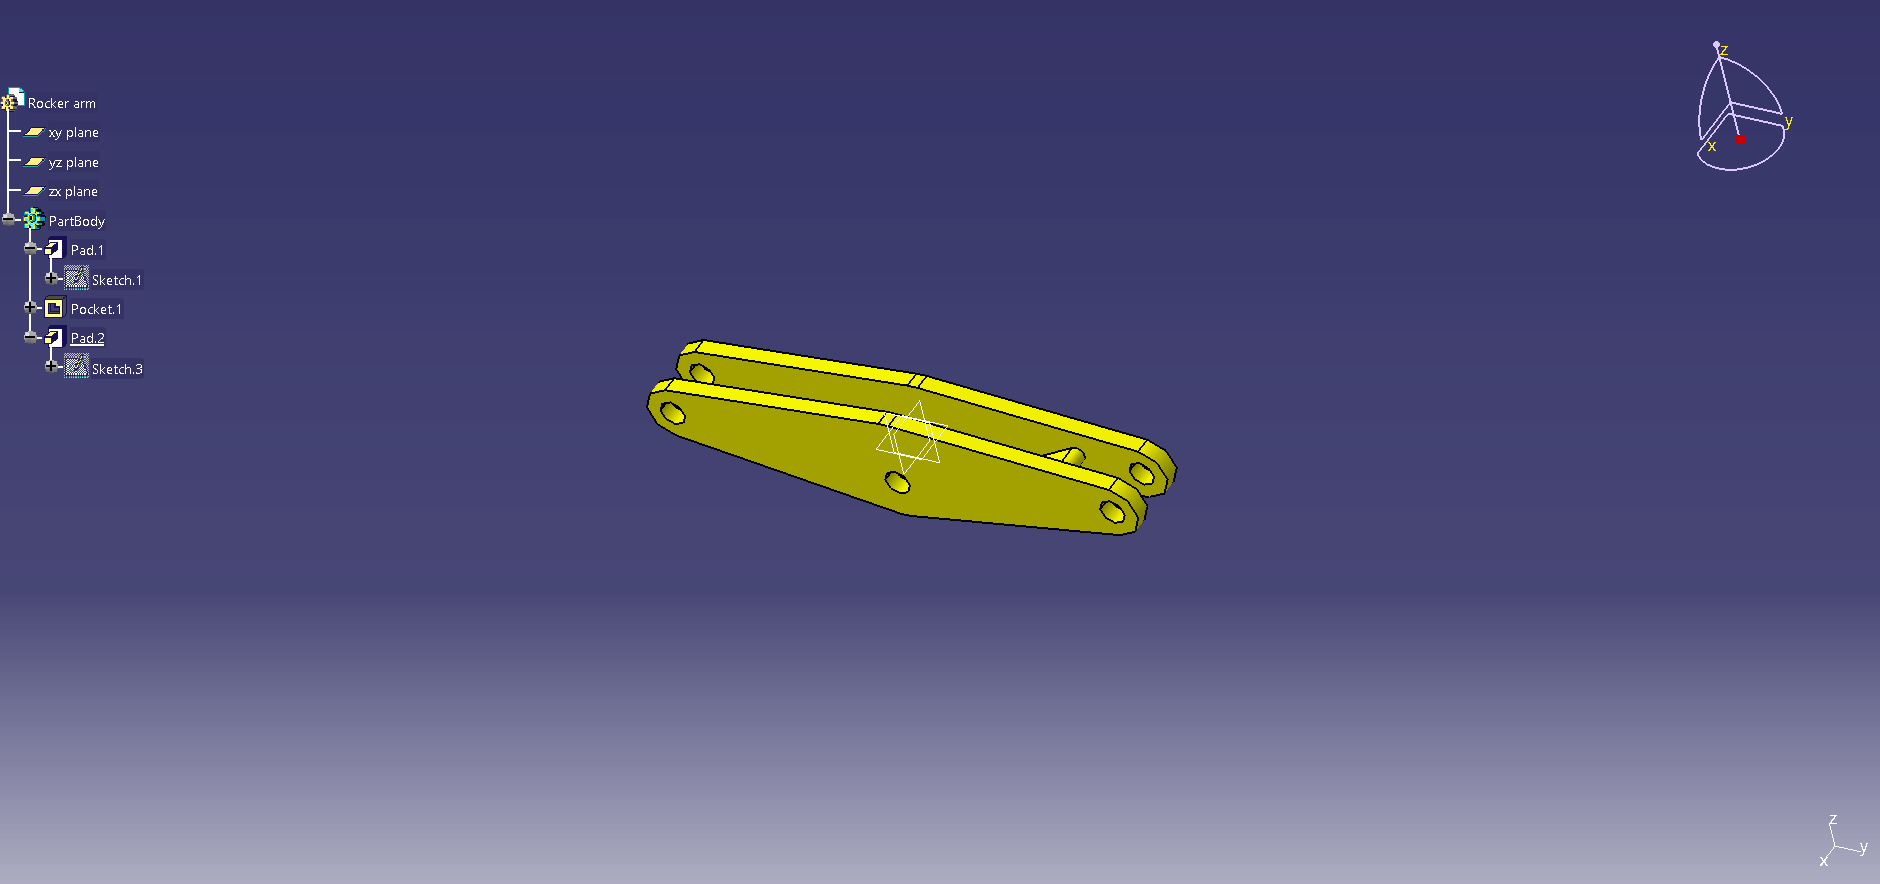 Rocker arm
xy plane
yz plane
zx plane
PartBody
Pad.1
Sketch.1
Pocket.1
Pad.2
Sketch.3
z
y
x
z
y
x